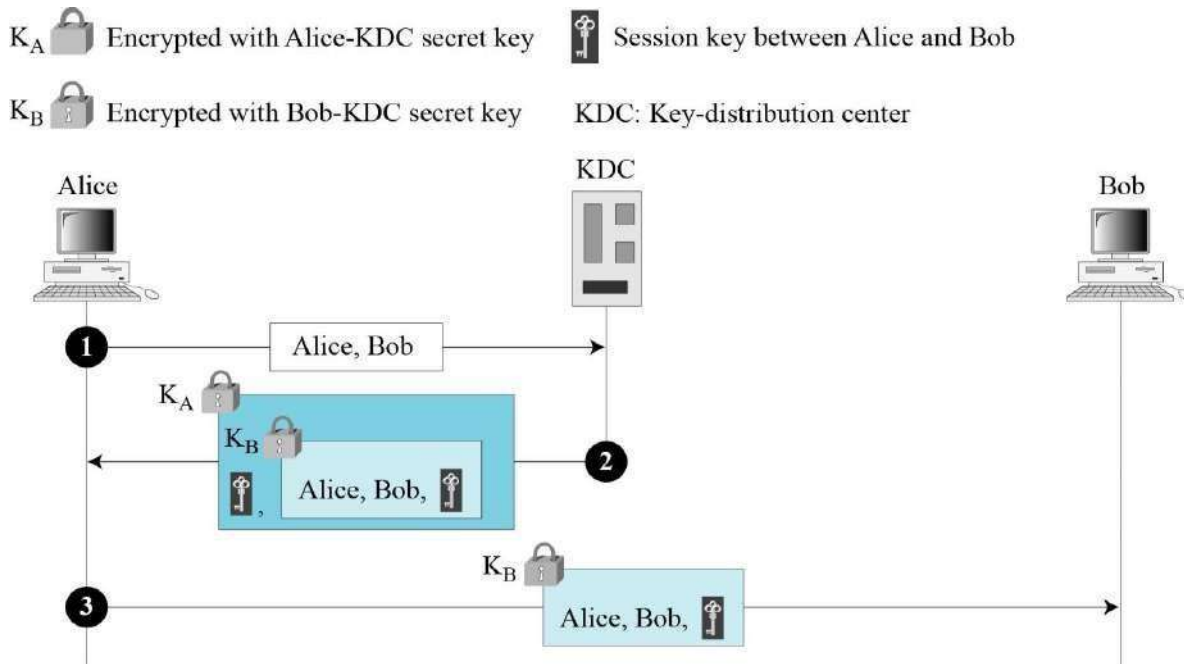 K_A Encrypted with Alice-KDC secret key
Session key between Alice and Bob
K_B Encrypted with Bob-KDC secret key
KDC: Key-distribution center
Alice
KDC
Bob
1
Alice, Bob
K_A
K_B
2
Alice, Bob,
,
K_B
3
Alice, Bob,